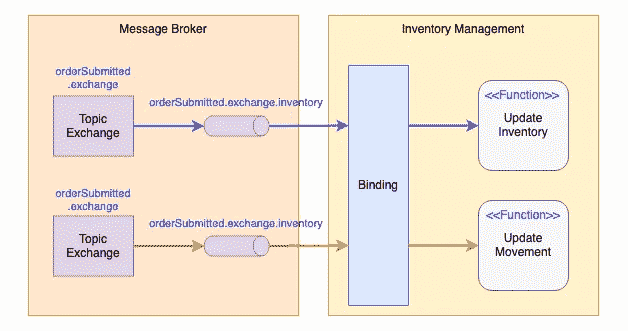 Message Broker
Inventory Management
orderSubmitted
.exchange
orderSubmitted.exchange.inventory
Topic
Exchange
<<Function>>
Update
Inventory
Binding
orderSubmitted
.exchange
orderSubmitted.exchange.inventory
Topic
Exchange
<<Function>>
Update
Movement